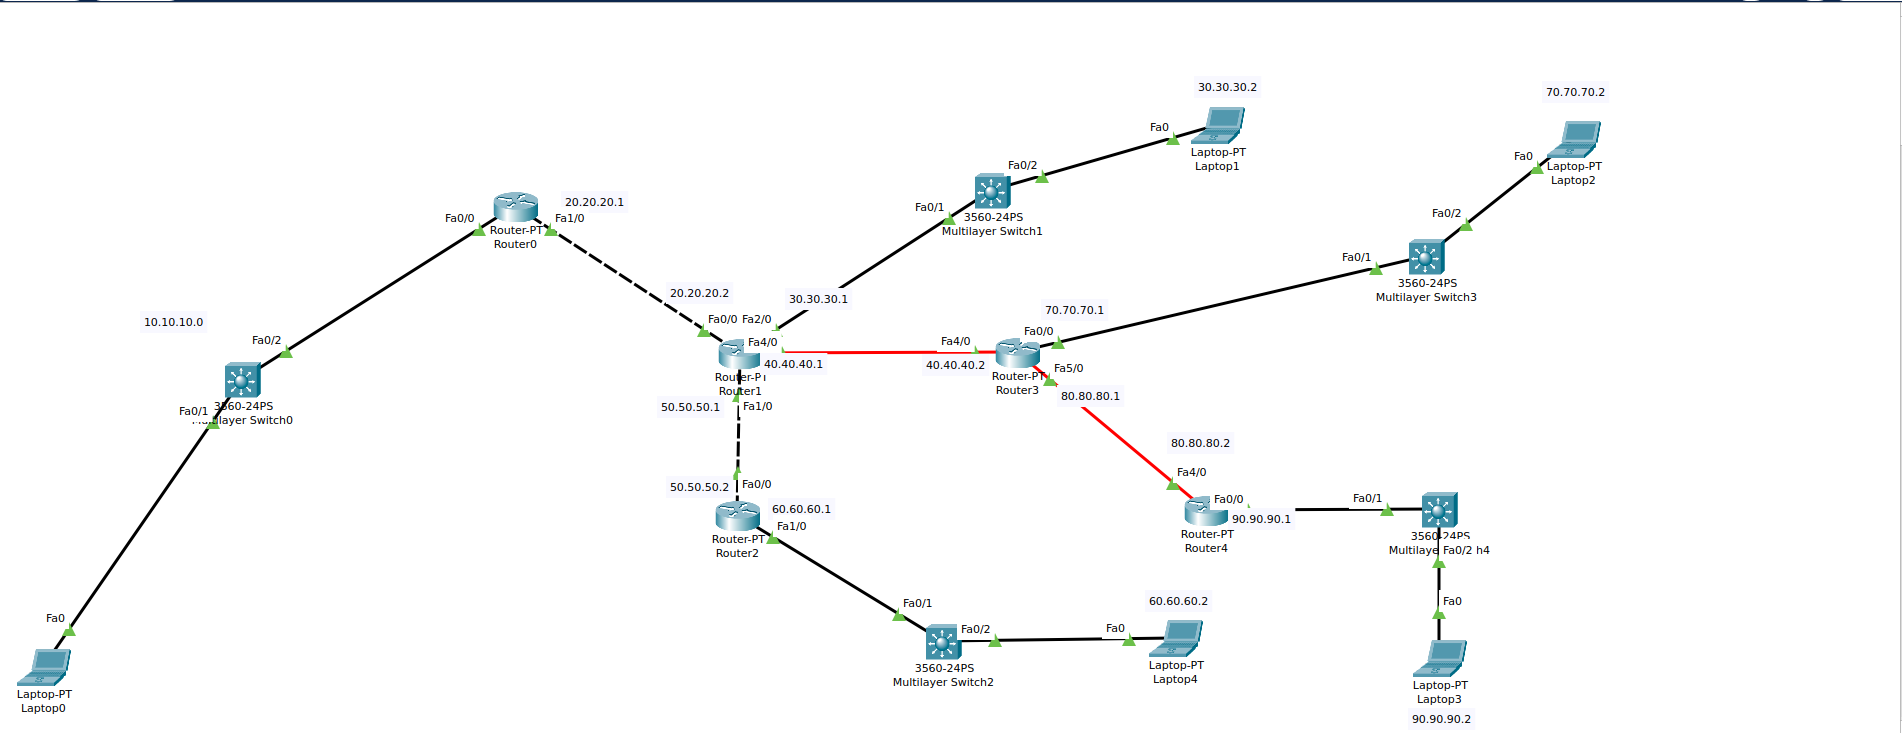 30.30.30.2
Fa0
Laptop-PT
Laptop1
70.70.70.2
Fa0
Laptop-PT
Laptop2
Fa0/2
Fa0/1
3560-24PS
Multilayer Switch1
Fa0/2
Fa0/1
3560-24PS
Multilayer Switch3
20.20.20.1
Fa0/0
Fa1/0
Router-PT
Router0
20.20.20.2
30.30.30.1
Fa0/0
Fa2/0
Fa4/0
40.40.40.1
Router-PT
Router1
50.50.50.1
Fa1/0
70.70.70.1
Fa0/0
Fa4/0
40.40.40.2
Router-PT
Router3
Fa5/0
80.80.80.1
10.10.10.0
Fa0/2
Fa0/1
3560-24PS
Multilayer Switch0
80.80.80.2
Fa4/0
Fa0/0
90.90.90.1
Router-PT
Router4
Fa0/1
3560-24PS
Multilaye Fa0/2 h4
50.50.50.2
Fa0/0
60.60.60.1
Fa1/0
Router-PT
Router2
Fa0/1
Fa0/2
3560-24PS
Multilayer Switch2
60.60.60.2
Fa0
Laptop-PT
Laptop4
Fa0
Laptop-PT
Laptop3
90.90.90.2
Fa0
Laptop-PT
Laptop0